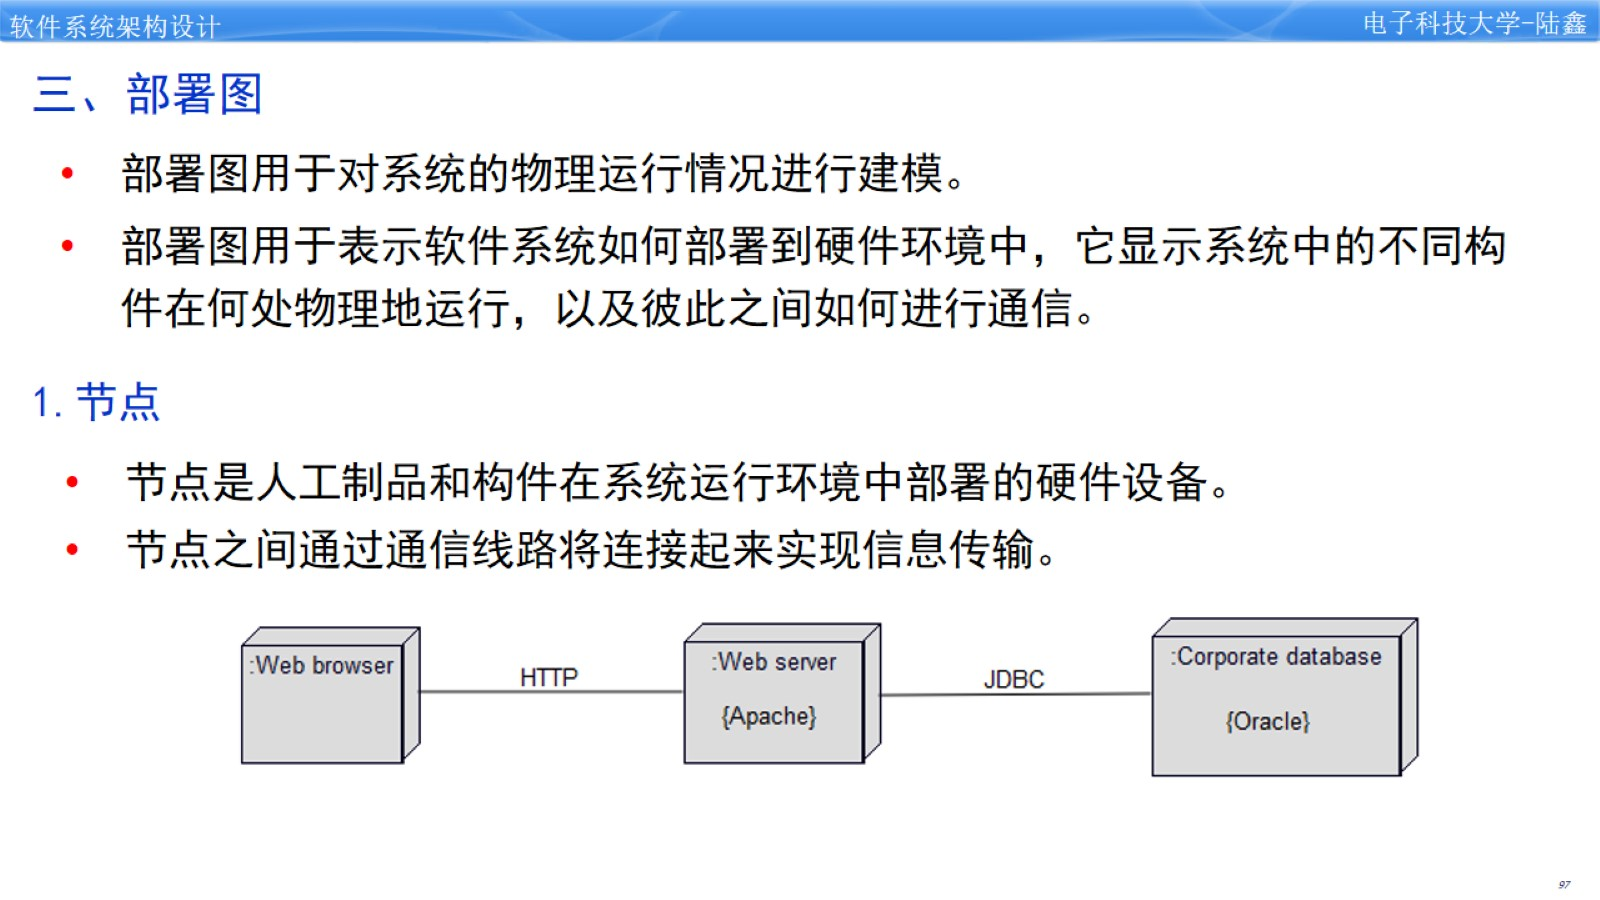 软件系统架构设计
电子科技大学-陆鑫
三、部署图
• 部署图用于对系统的物理运行情况进行建模。
• 部署图用于表示软件系统如何部署到硬件环境中，它显示系统中的不同构
件在何处物理地运行，以及彼此之间如何进行通信。
1.节点
• 节点是人工制品和构件在系统运行环境中部署的硬件设备。
• 节点之间通过通信线路将连接起来实现信息传输。
:Web browser
HTTP
:Web server
{Apache}
JDBC
:Corporate database
{Oracle}
97